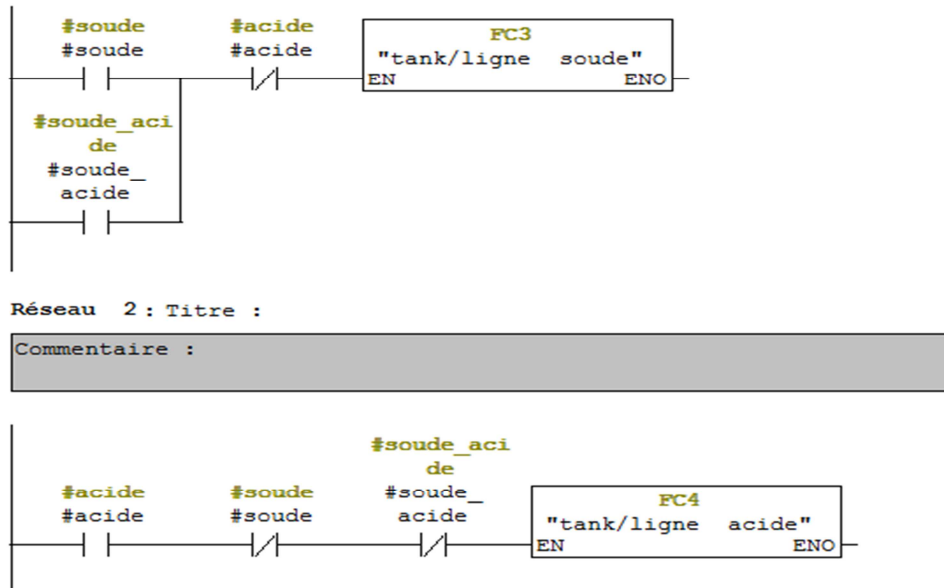 #soude #acide FC3
#soude #acide "tank/ligne soude"
EN ENO
#soude_aci
de
#soude_
acide
Réseau 2: Titre :
Commentaire :
#soude_aci
de
#acide #soude #soude_ FC4
#acide #soude acide "tank/ligne acide"
EN ENO